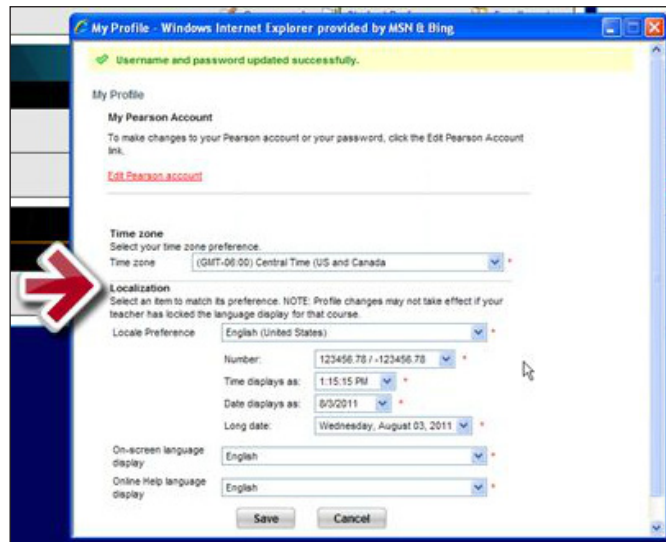 My Profile - Windows Internet Explorer provided by MSN & Bing
Username and password updated successfully.
My Profile
My Pearson Account
To make changes to your Pearson account or your password, click the Edit Pearson Account
link.
Edit Pearson account
Time zone
Select your time zone preference.
Time zone (GMT-06:00) Central Time (US and Canada *
Localization
Select an item to match its preference. NOTE: Profile changes may not take effect if your
teacher has locked the language display for that course.
Locale Preference English (United States) *
Number: 123456.78 / -123456.78 *
Time displays as: 1:15:15 PM *
Date displays as: 8/3/2011 *
Long date: Wednesday, August 03, 2011 *
On-screen language
display English *
Online Help language
display English *
Save Cancel